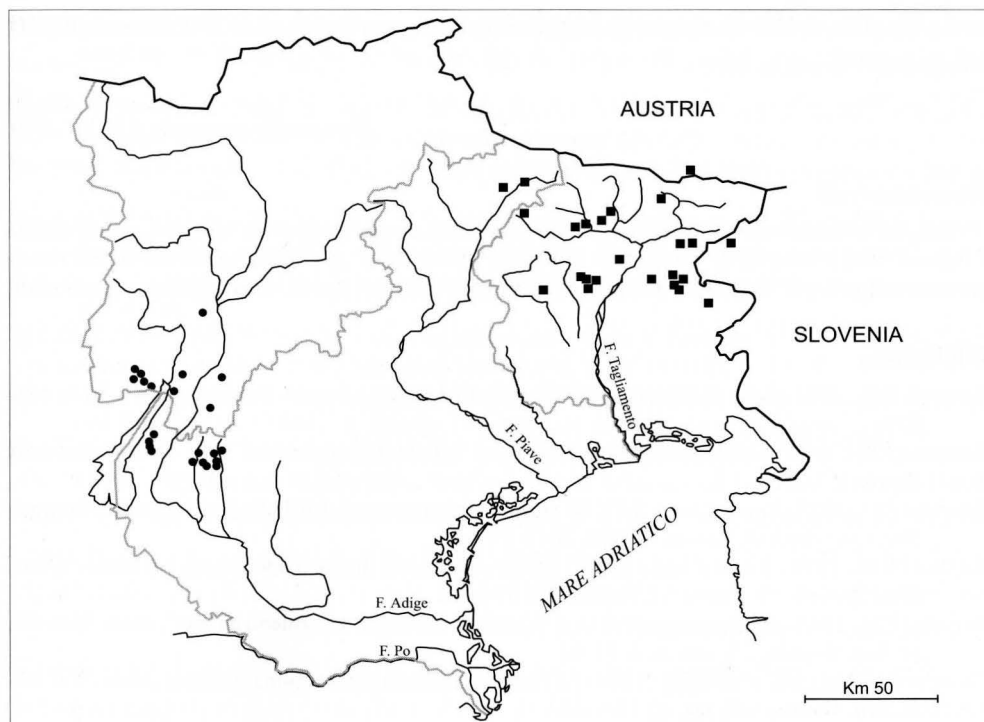 AUSTRIA
SLOVENIA
F. Tagliamento
F. Piave
MARE ADRIATICO
F. Adige
F. Po
Km 50